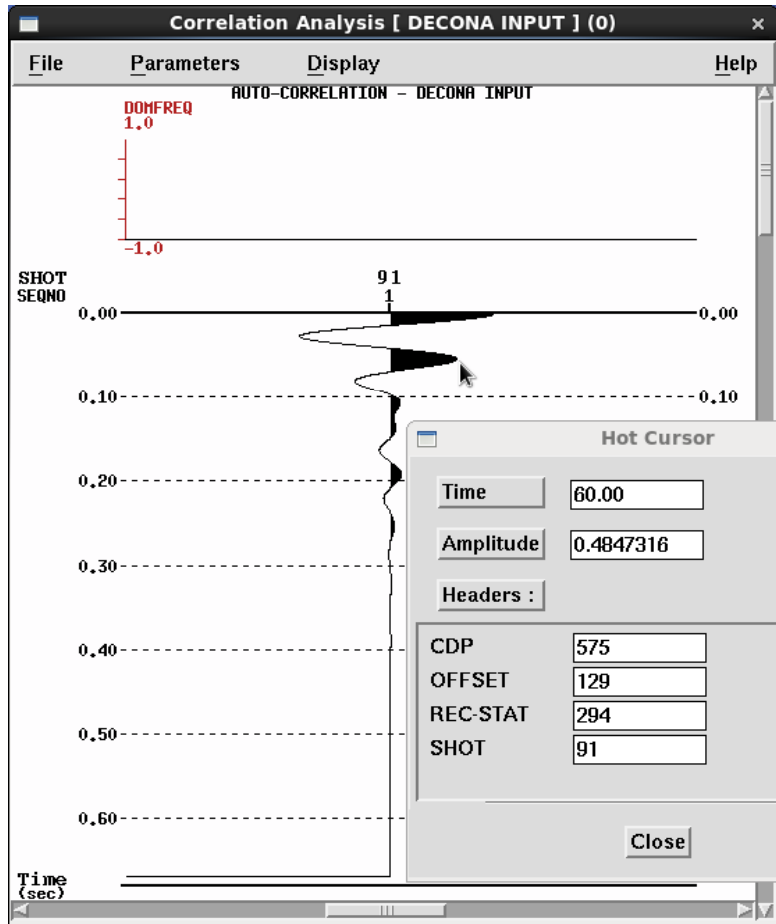 Correlation Analysis [ DECONA INPUT ] (0)
File Parameters Display Help
AUTO-CORRELATION - DECONA INPUT
DOMFREQ
1.0
-1.0
SHOT 91
SEQNO 1
0.00 0.00
0.10 0.10
Hot Cursor
0.20
Time 60.00
Amplitude 0.4847316
0.30
Headers :
0.40
CDP 575
OFFSET 129
REC-STAT 294
0.50
SHOT 91
0.60
Close
Time
(sec)